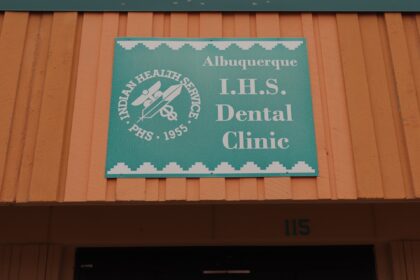 Albuquerque
I.H.S.
Dental
Clinic
INDIAN HEALTH SERVICE
· PHS · 1955 ·
115